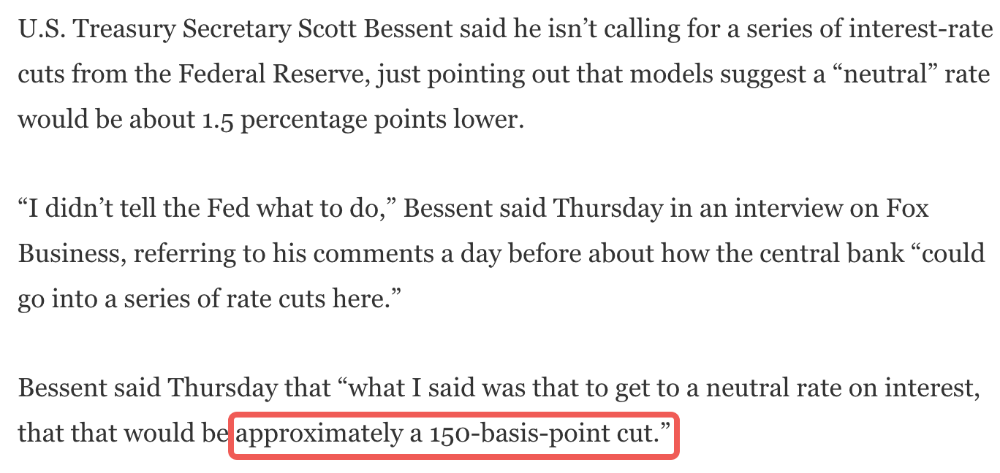 U.S. Treasury Secretary Scott Bessent said he isn’t calling for a series of interest-rate
cuts from the Federal Reserve, just pointing out that models suggest a “neutral” rate
would be about 1.5 percentage points lower.
“I didn’t tell the Fed what to do,” Bessent said Thursday in an interview on Fox
Business, referring to his comments a day before about how the central bank “could
go into a series of rate cuts here.”
Bessent said Thursday that “what I said was that to get to a neutral rate on interest,
that that would be approximately a 150-basis-point cut.”